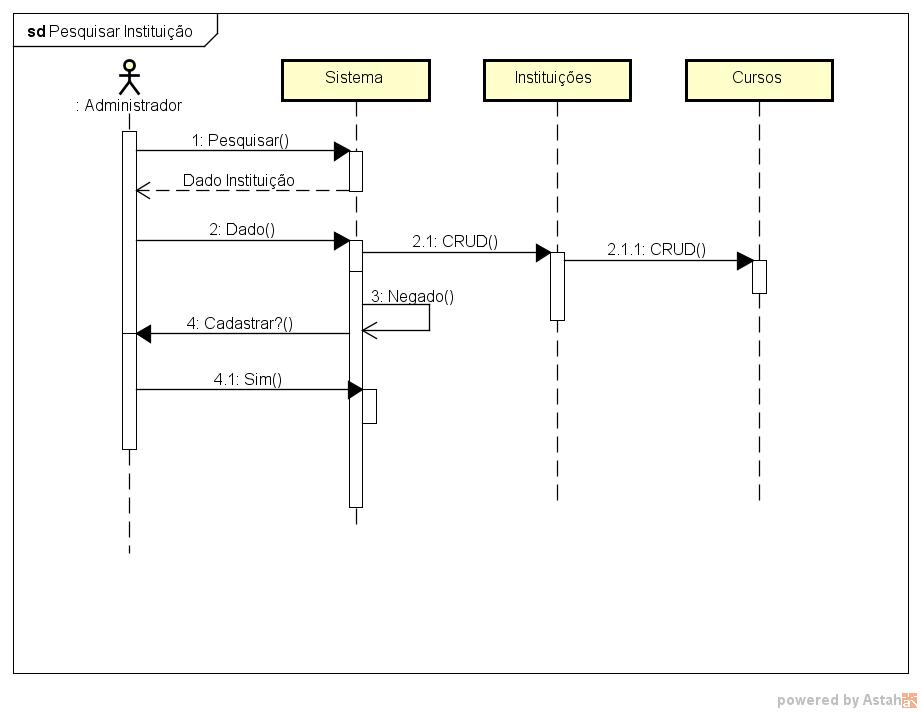 sd Pesquisar Instituição
: Administrador
Sistema
Instituições
Cursos
1: Pesquisar()
Dado Instituição
2: Dado()
2.1: CRUD()
2.1.1: CRUD()
3: Negado()
4: Cadastrar?()
4.1: Sim()
powered by Astah